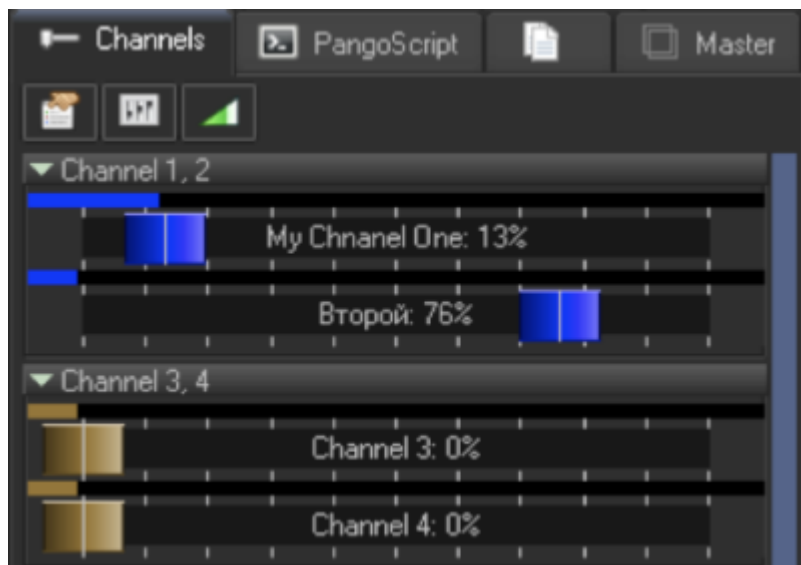 Channels PangoScript Master
Channel 1, 2
My Chnanel One: 13%
Второй: 76%
Channel 3, 4
Channel 3: 0%
Channel 4: 0%